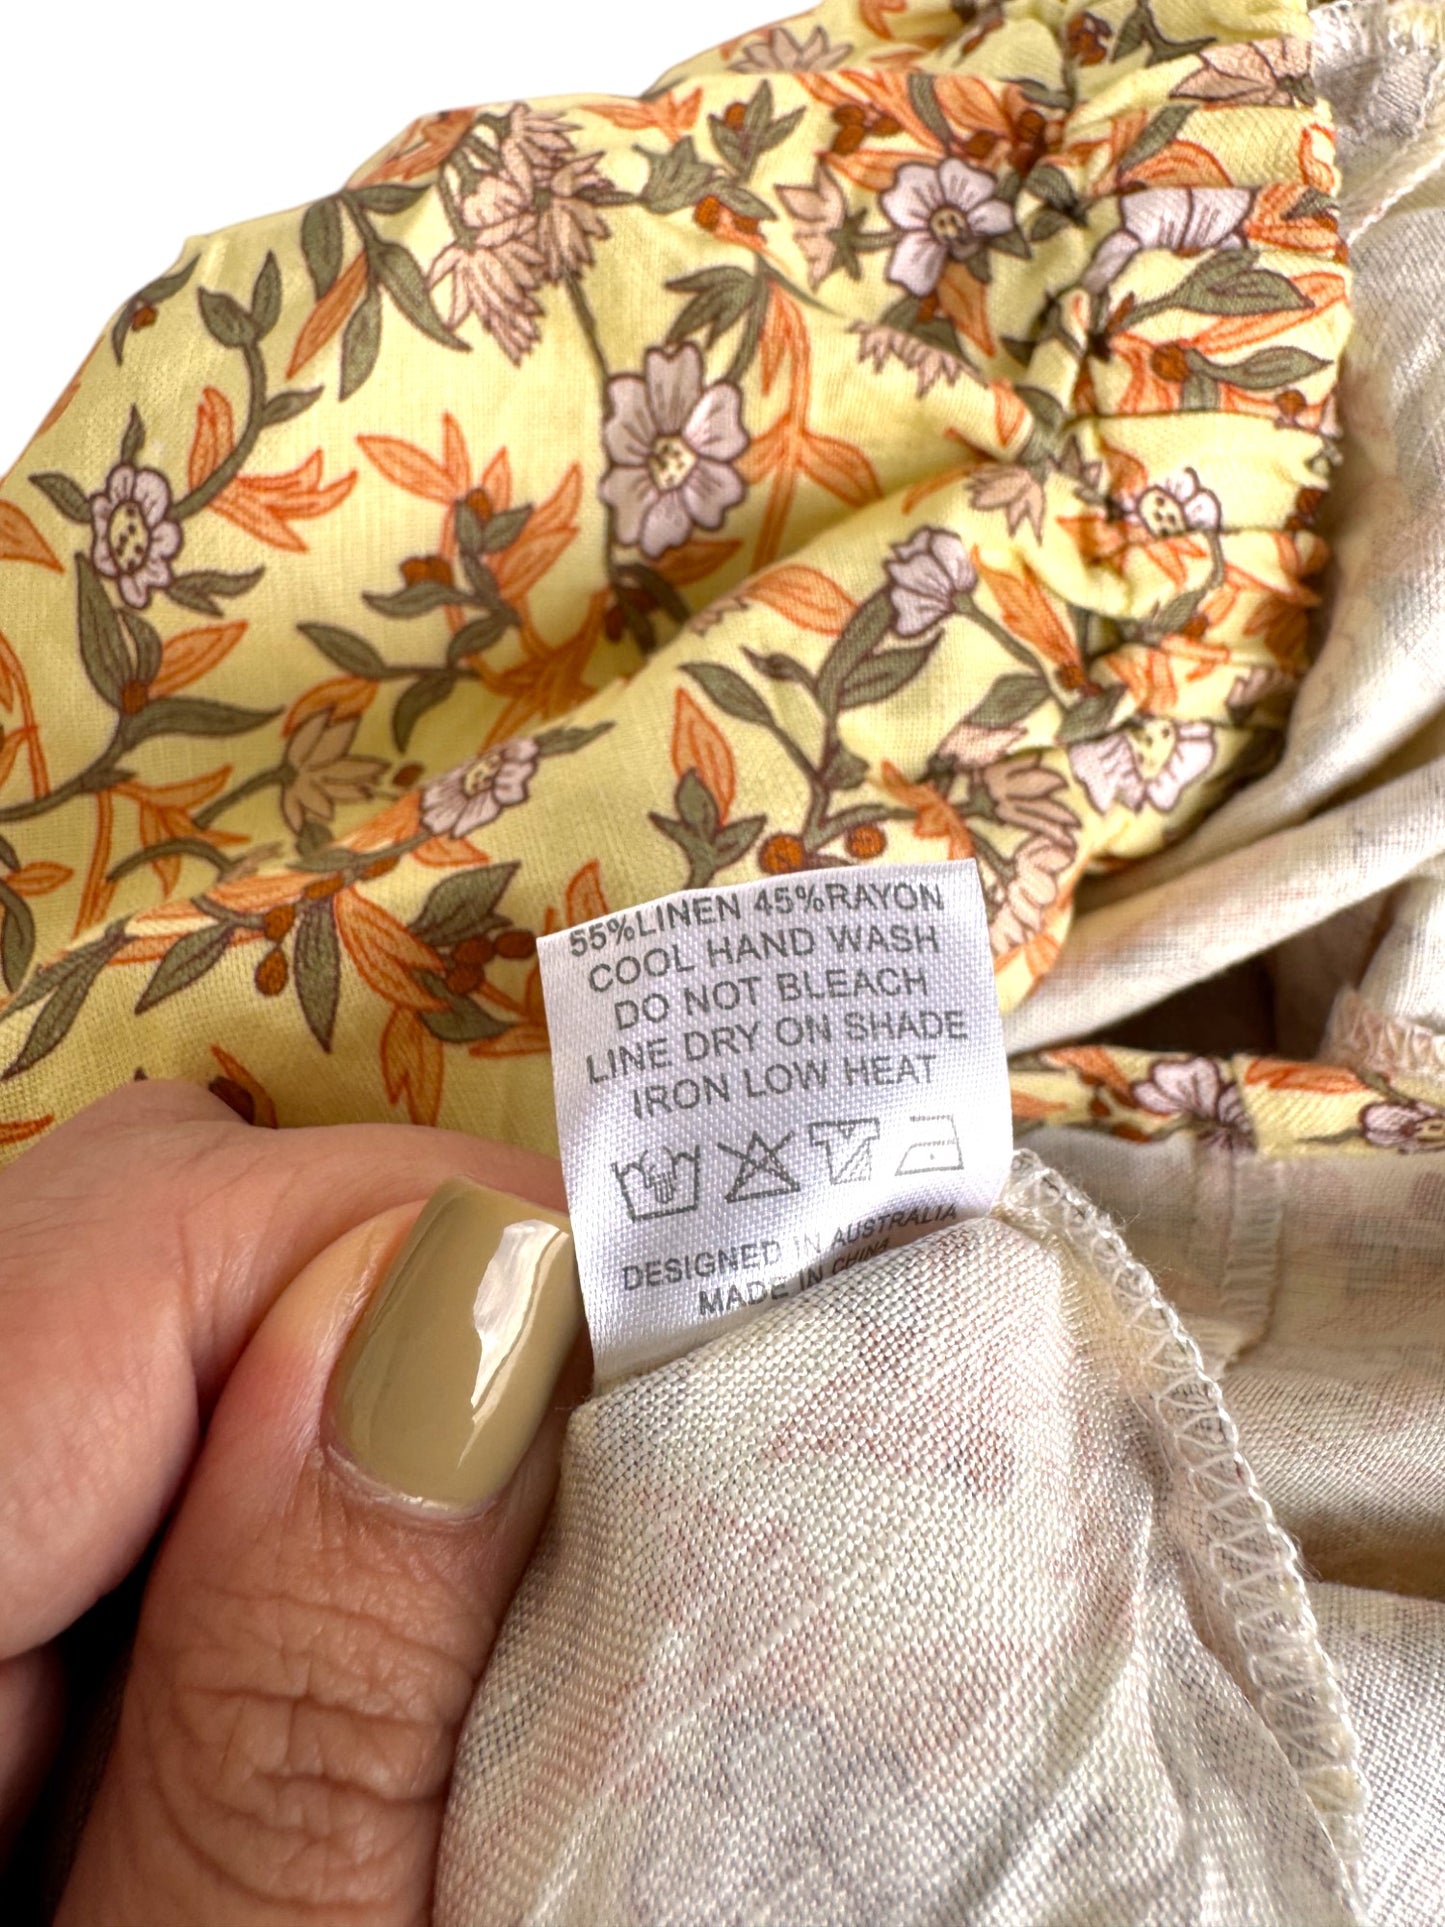 55%LINEN 45%RAYON
COOL HAND WASH
DO NOT BLEACH
LINE DRY ON SHADE
IRON LOW HEAT
DESIGNED IN AUSTRALIA
MADE IN CHINA